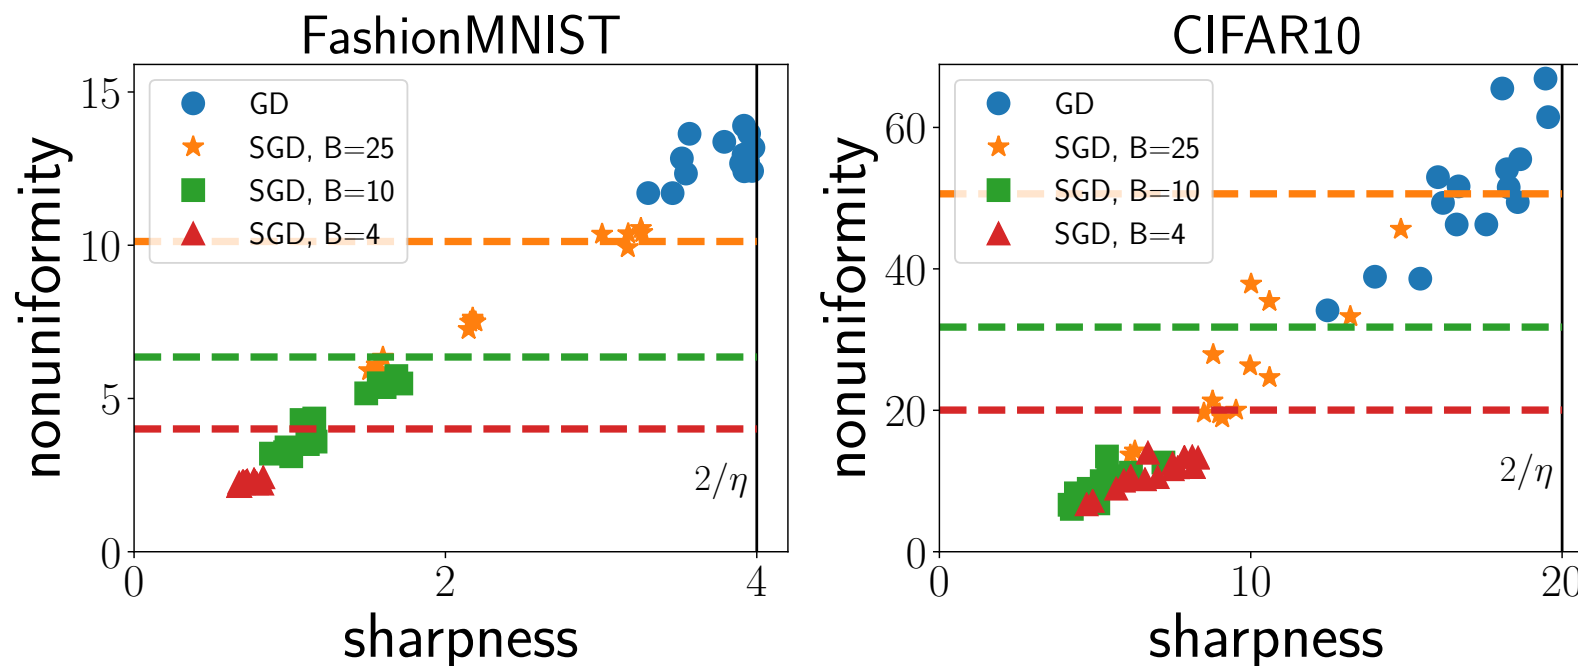 FashionMNIST
nonuniformity
15
10
5
0
GD
SGD, B=25
SGD, B=10
SGD, B=4
2/η
0
2
4
sharpness
CIFAR10
nonuniformity
60
40
20
0
GD
SGD, B=25
SGD, B=10
SGD, B=4
2/η
0
10
20
sharpness